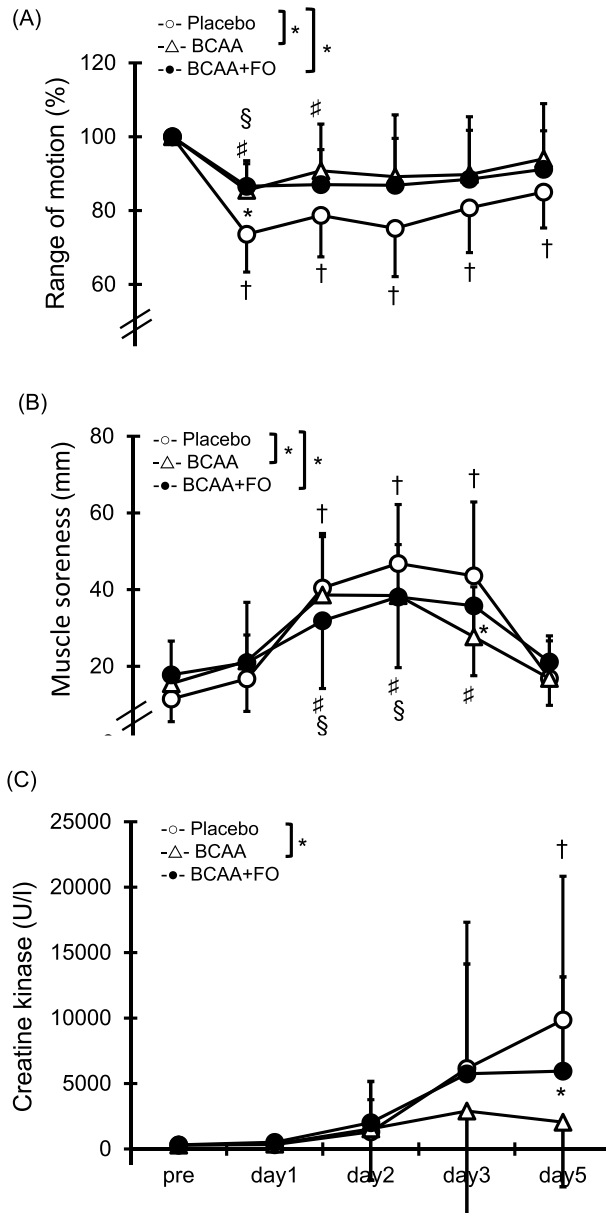 (A)
-○- Placebo
-△- BCAA
-●- BCAA+FO
*
*
Range of motion (%)
120
100
80
60
§
♯
♯
*
†
†
†
†
†
(B)
-○- Placebo
-△- BCAA
-●- BCAA+FO
*
*
Muscle soreness (mm)
80
60
40
20
†
†
†
*
♯
♯
♯
§
§
(C)
-○- Placebo
-△- BCAA
-●- BCAA+FO
*
Creatine kinase (U/l)
25000
20000
15000
10000
5000
0
†
*
pre day1 day2 day3 day5